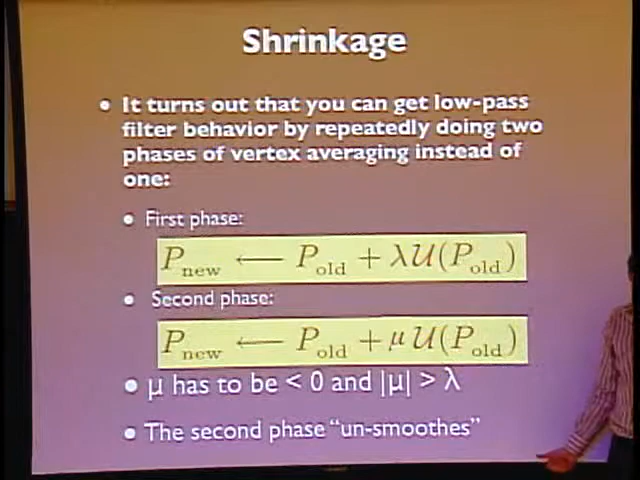 Shrinkage
• It turns out that you can get low-pass
filter behavior by repeatedly doing two
phases of vertex averaging instead of
one:
• First phase:
P_new ⟵ P_old + λ𝒰(P_old)
• Second phase:
P_new ⟵ P_old + μ𝒰(P_old)
• μ has to be < 0 and |μ| > λ
• The second phase "un-smoothes"